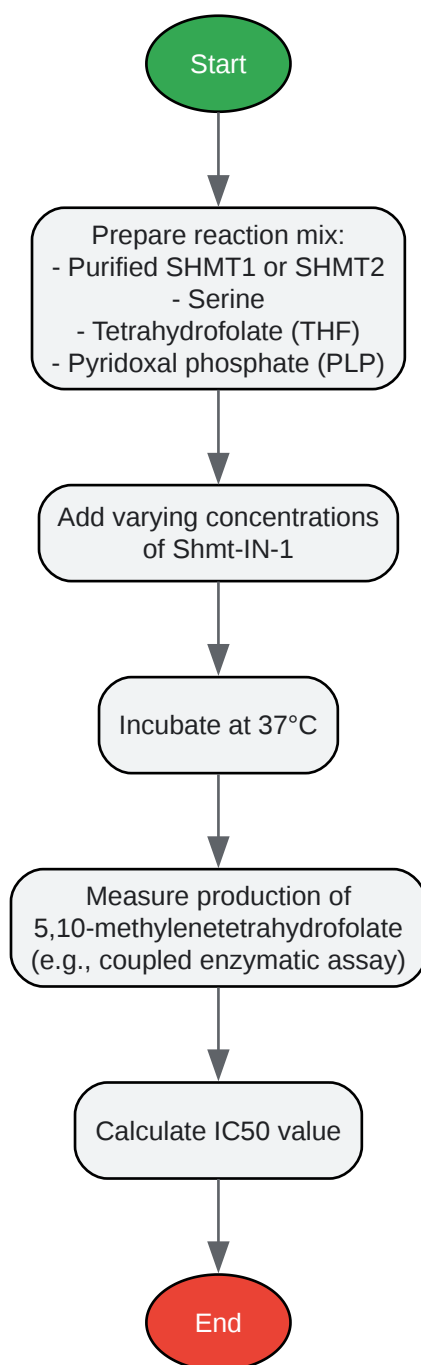 Start
Prepare reaction mix:
- Purified SHMT1 or SHMT2
- Serine
- Tetrahydrofolate (THF)
- Pyridoxal phosphate (PLP)
Add varying concentrations
of Shmt-IN-1
Incubate at 37°C
Measure production of
5,10-methylenetetrahydrofolate
(e.g., coupled enzymatic assay)
Calculate IC50 value
End